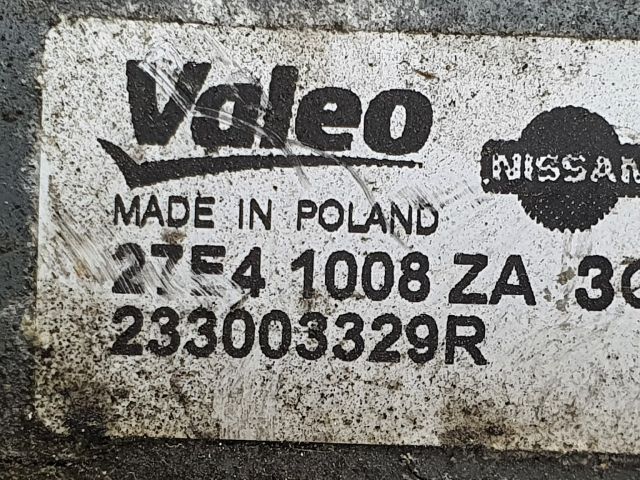 Valeo
NISSAN
MADE IN POLAND
1008 ZA
233003329R